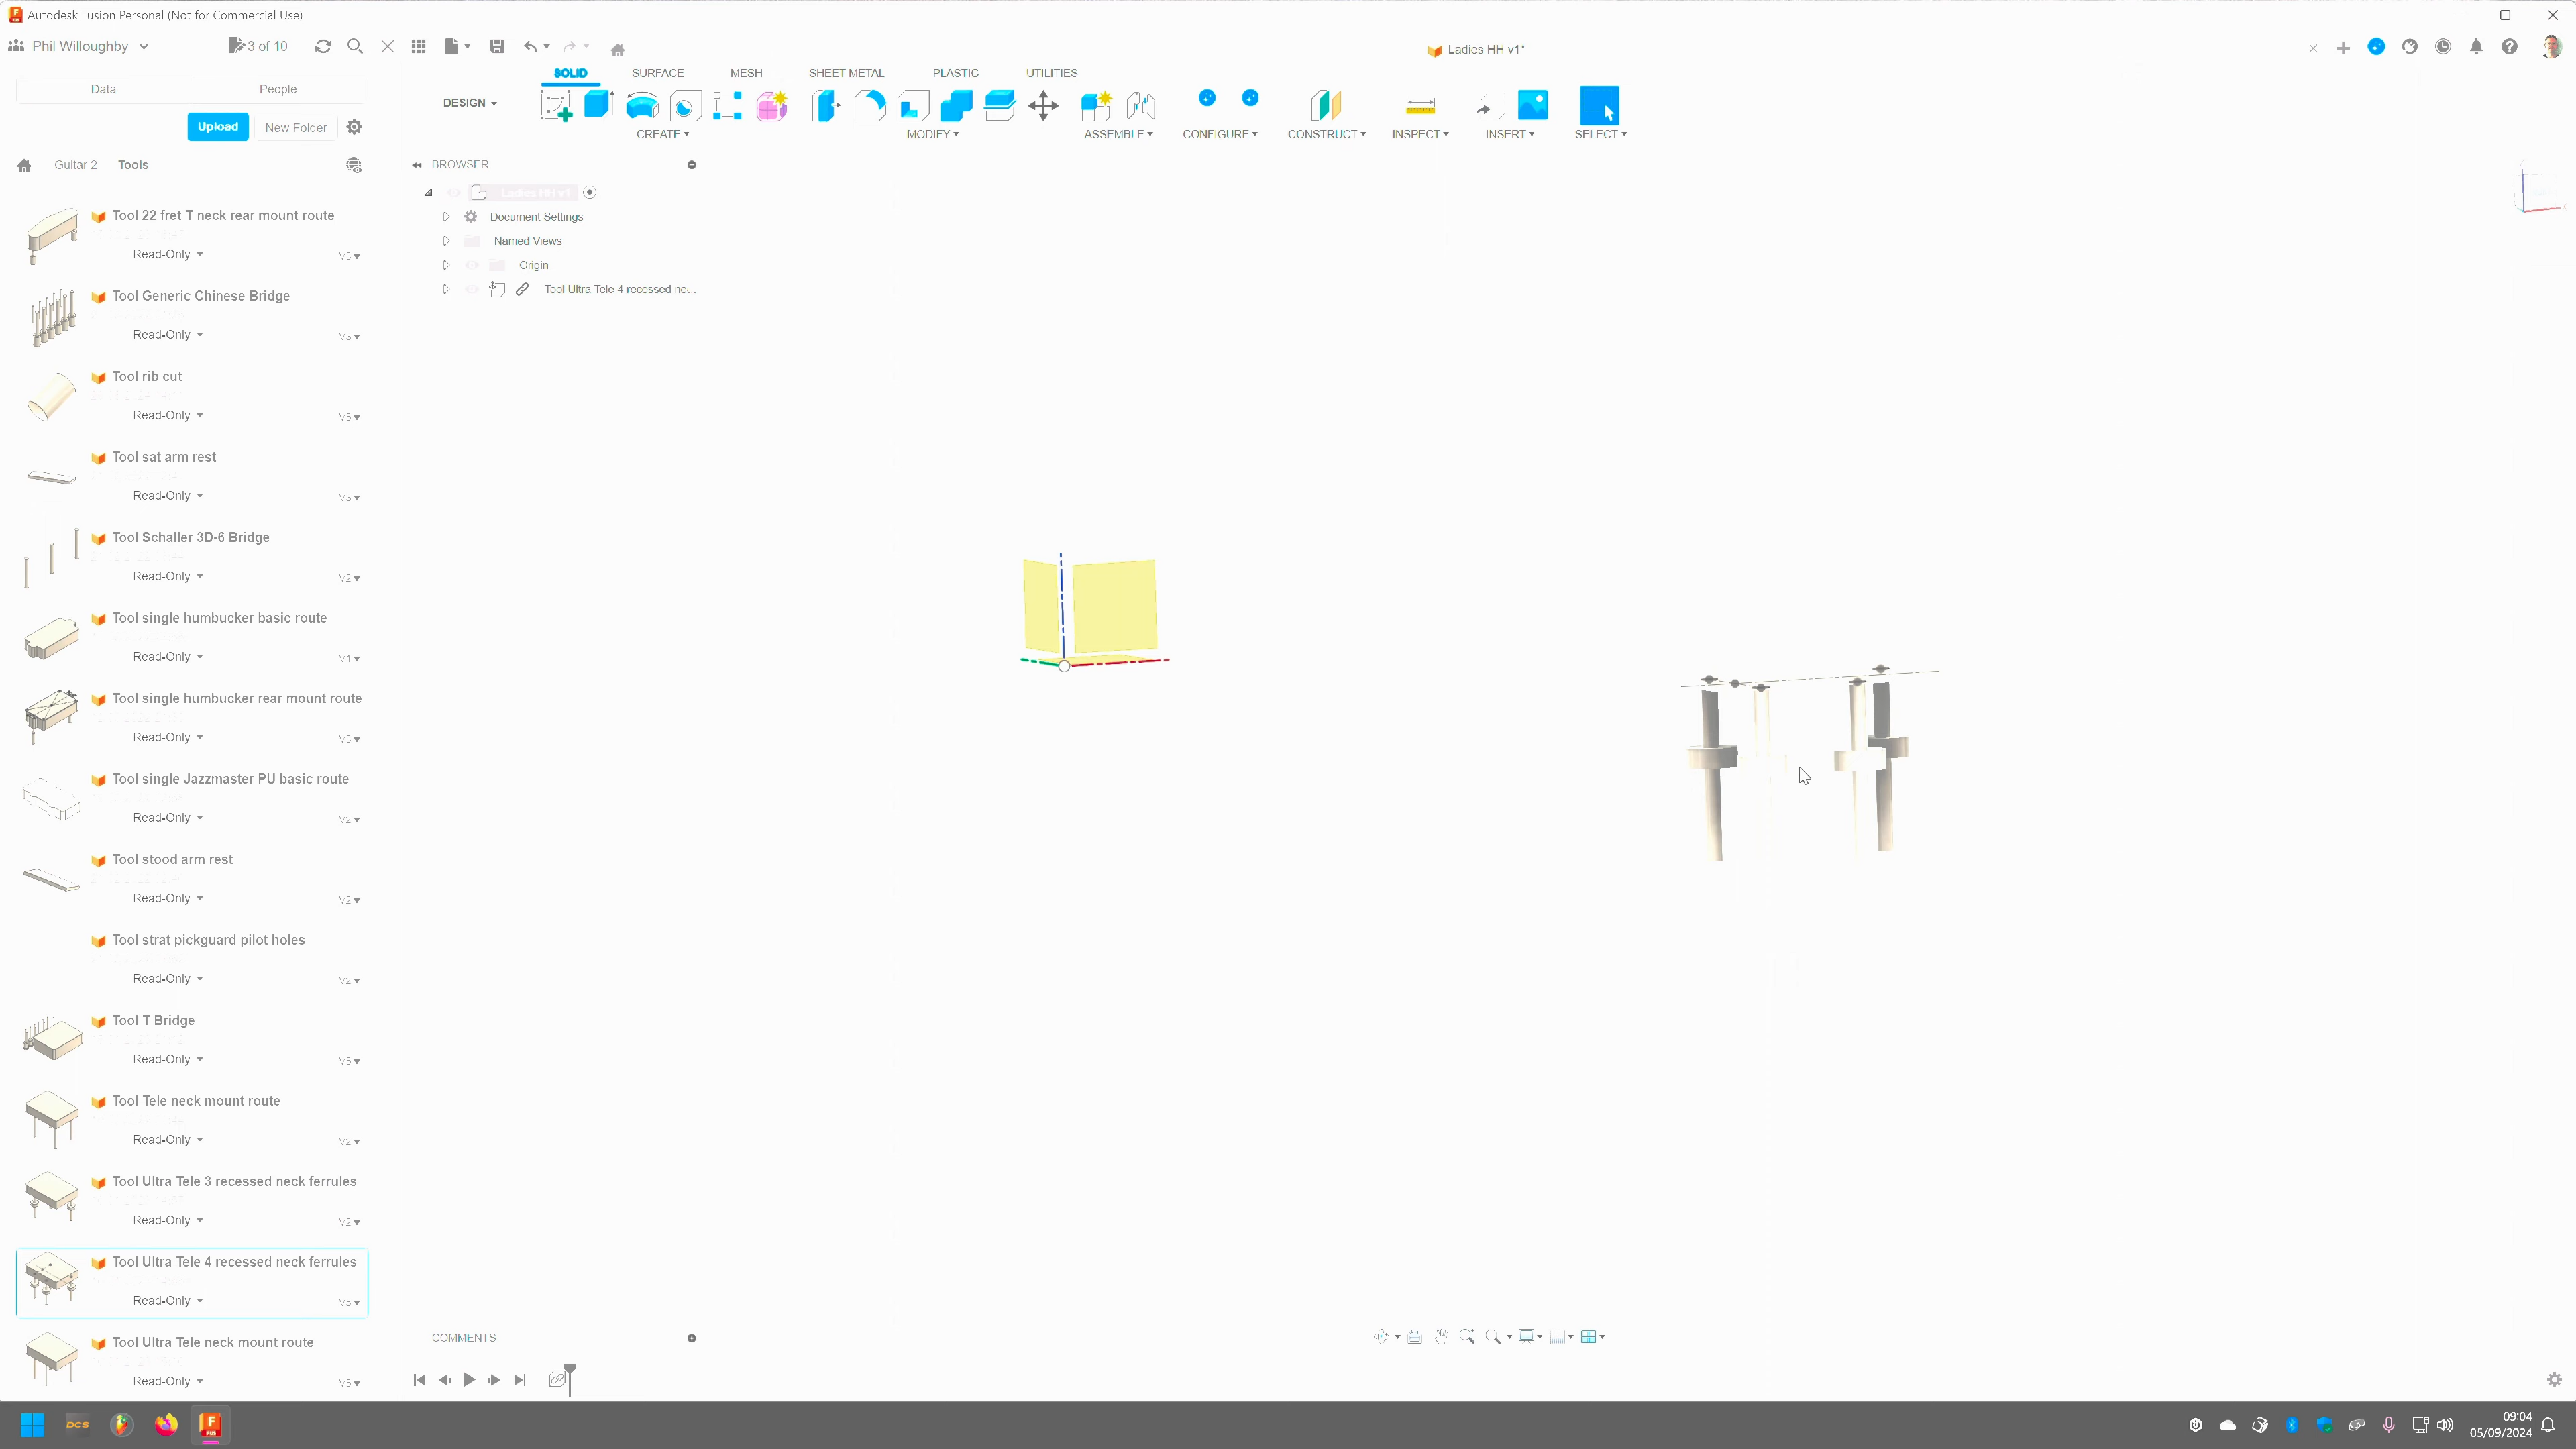 Autodesk Fusion Personal (Not for Commercial Use)
Phil Willoughby
3 of 10
Ladies HH v1*
Data
People
Upload
New Folder
Guitar 2
Tools
SOLID
SURFACE
MESH
SHEET METAL
PLASTIC
UTILITIES
DESIGN
CREATE
MODIFY
ASSEMBLE
CONFIGURE
CONSTRUCT
INSPECT
INSERT
SELECT
BROWSER
Ladies HH v1
Document Settings
Named Views
Origin
Tool Ultra Tele 4 recessed ne...
Tool 22 fret T neck rear mount route
Read-Only
V3
Tool Generic Chinese Bridge
Read-Only
V3
Tool rib cut
Read-Only
V5
Tool sat arm rest
Read-Only
V3
Tool Schaller 3D-6 Bridge
Read-Only
V2
Tool single humbucker basic route
Read-Only
V1
Tool single humbucker rear mount route
Read-Only
V3
Tool single Jazzmaster PU basic route
Read-Only
V2
Tool stood arm rest
Read-Only
V2
Tool strat pickguard pilot holes
Read-Only
V2
Tool T Bridge
Read-Only
V5
Tool Tele neck mount route
Read-Only
V2
Tool Ultra Tele 3 recessed neck ferrules
Read-Only
V2
Tool Ultra Tele 4 recessed neck ferrules
Read-Only
V5
Tool Ultra Tele neck mount route
Read-Only
V5
COMMENTS
DCS
F
FUS
09:04
05/09/2024